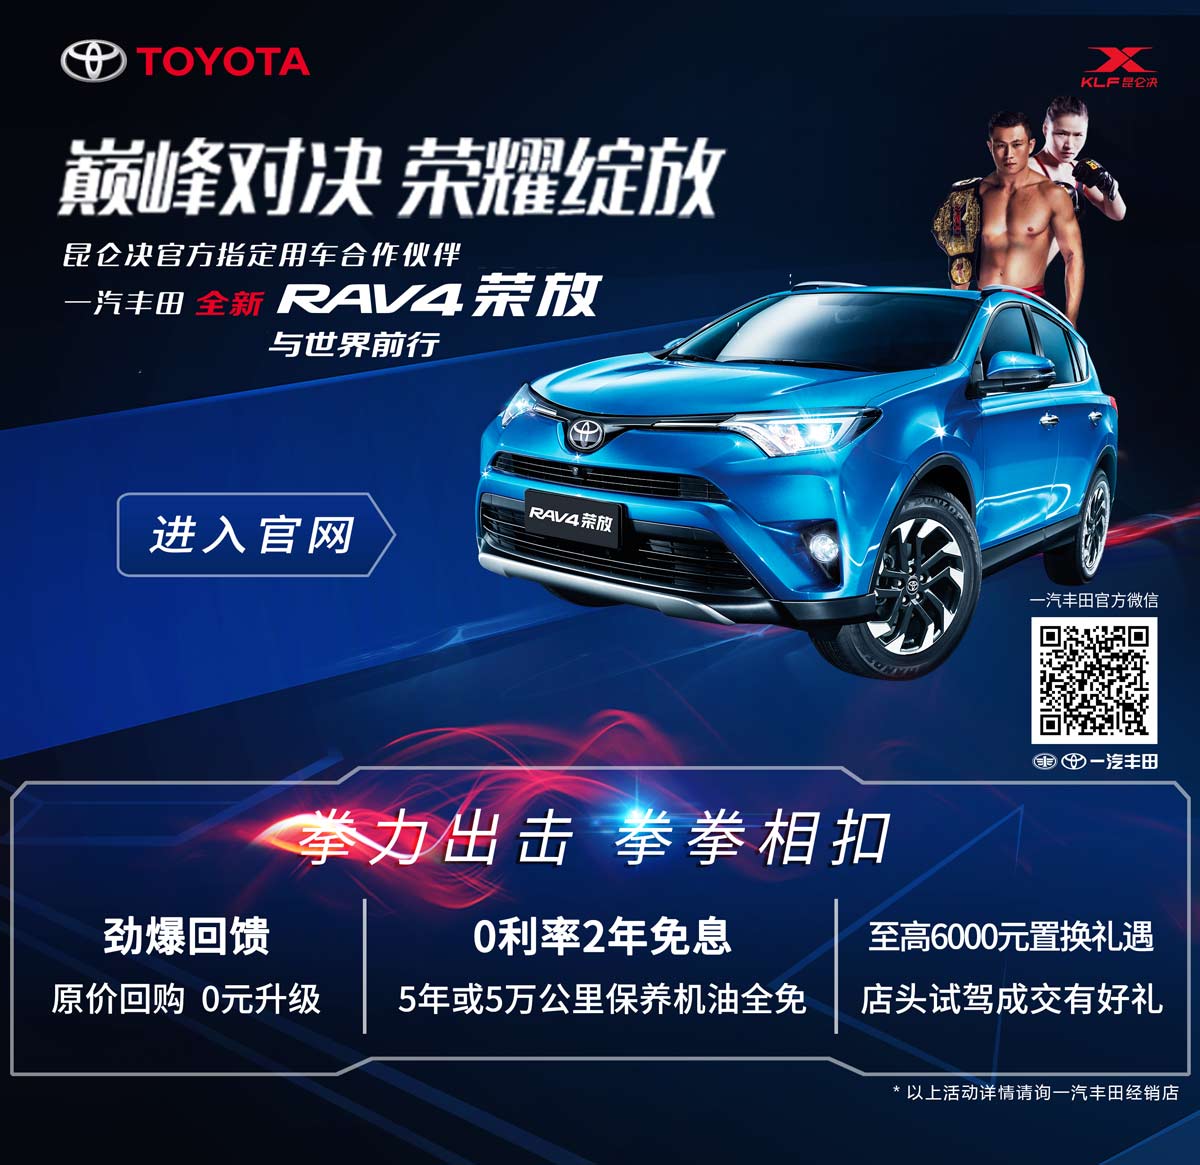 TOYOTA
KLF 昆仑决
巅峰对决 荣耀绽放
昆仑决官方指定用车合作伙伴
一汽丰田 全新 RAV4荣放
与世界前行
进入官网
RAV4荣放
DUNLOP
一汽丰田官方微信
一汽丰田
拳力出击 拳拳相扣
劲爆回馈
原价回购 0元升级
0利率2年免息
5年或5万公里保养机油全免
至高6000元置换礼遇
店头试驾成交有好礼
* 以上活动详情请询一汽丰田经销店